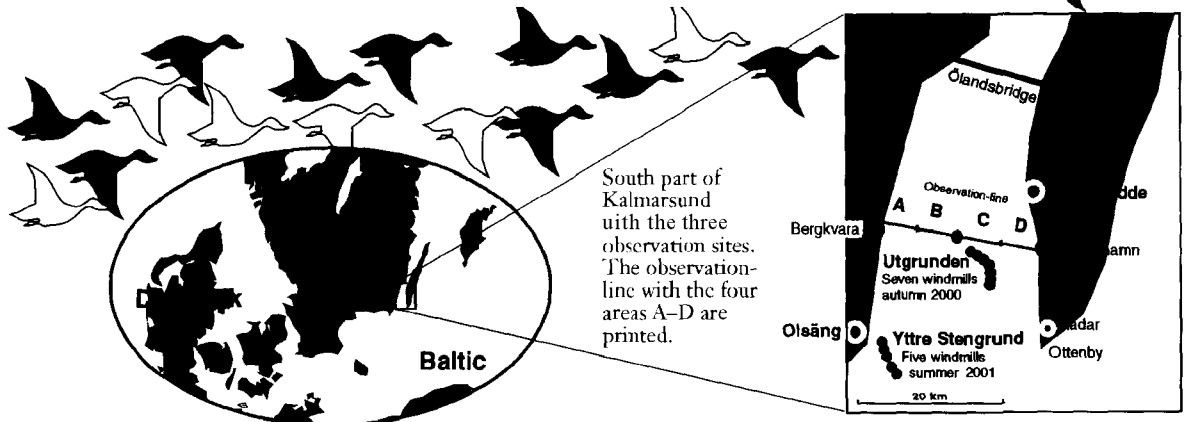 South part of
Kalmarsund
uith the three
observation sites.
The observation-
line with the four
areas A–D are
printed.
Baltic
Ölandsbridge
Observation-line
A B C D
Bergkvara
Utgrunden
Seven windmills
autumn 2000
Olsäng
Yttre Stengrund
Five windmills
summer 2001
Ottenby
20 km